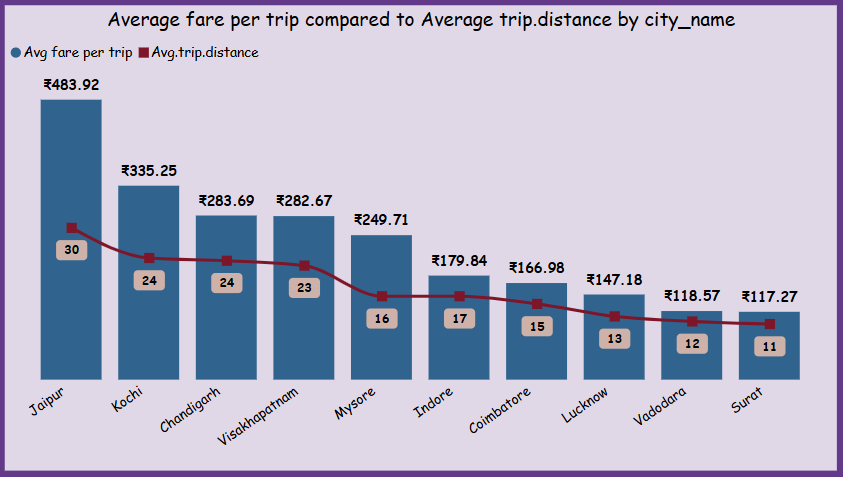 Average fare per trip compared to Average trip.distance by city_name
Avg fare per trip Avg.trip.distance
₹483.92
₹335.25
₹283.69
₹282.67
₹249.71
₹179.84
₹166.98
₹147.18
₹118.57
₹117.27
30
24
24
23
16
17
15
13
12
11
Jaipur
Kochi
Chandigarh
Visakhapatnam
Mysore
Indore
Coimbatore
Lucknow
Vadodara
Surat